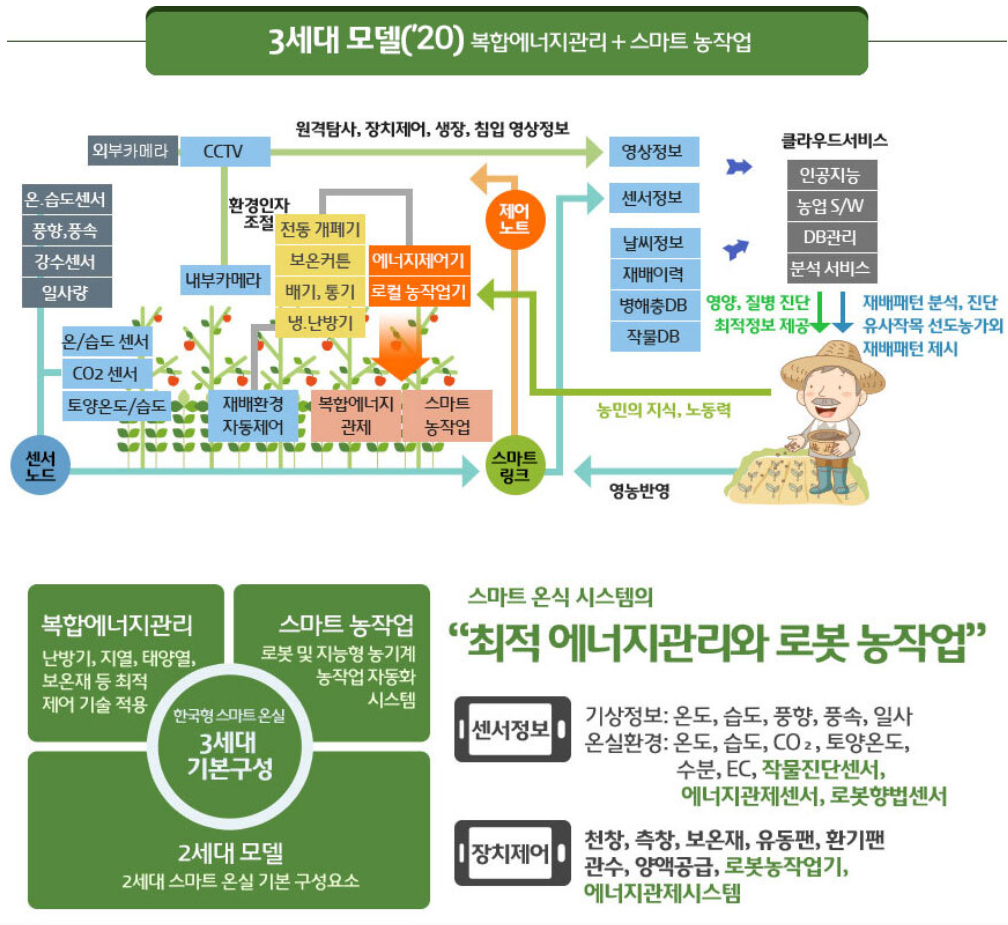 3세대 모델('20) 복합에너지관리 + 스마트 농작업
원격탐사, 장치제어, 생장, 침입 영상정보
외부카메라
CCTV
영상정보
클라우드서비스
인공지능
농업 S/W
DB관리
분석 서비스
온.습도센서
풍향,풍속
강수센서
일사량
환경인자
조절
전동 개폐기
보온커튼
배기, 통기
냉.난방기
내부카메라
에너지제어기
로컬 농작업기
제어
노트
센서정보
날씨정보
재배이력
병해충DB
작물DB
영양, 질병 진단
최적정보 제공
재배패턴 분석, 진단
유사작목 선도농가외
재배패턴 제시
온/습도 센서
CO2 센서
토양온도/습도
재배환경
자동제어
복합에너지
관제
스마트
농작업
농민의 지식, 노동력
센서
노드
스마트
링크
영농반영
복합에너지관리
난방기, 지열, 태양열,
보온재 등 최적
제어 기술 적용
스마트 농작업
로봇 및 지능형 농기계
농작업 자동화
시스템
한국형 스마트 온실
3세대
기본구성
2세대 모델
2세대 스마트 온실 기본 구성요소
스마트 온식 시스템의
“최적 에너지관리와 로봇 농작업”
센서정보
기상정보: 온도, 습도, 풍향, 풍속, 일사
온실환경: 온도, 습도, CO₂, 토양온도,
수분, EC, 작물진단센서,
에너지관제센서, 로봇향법센서
장치제어
천창, 측창, 보온재, 유동팬, 환기팬
관수, 양액공급, 로봇농작업기,
에너지관제시스템